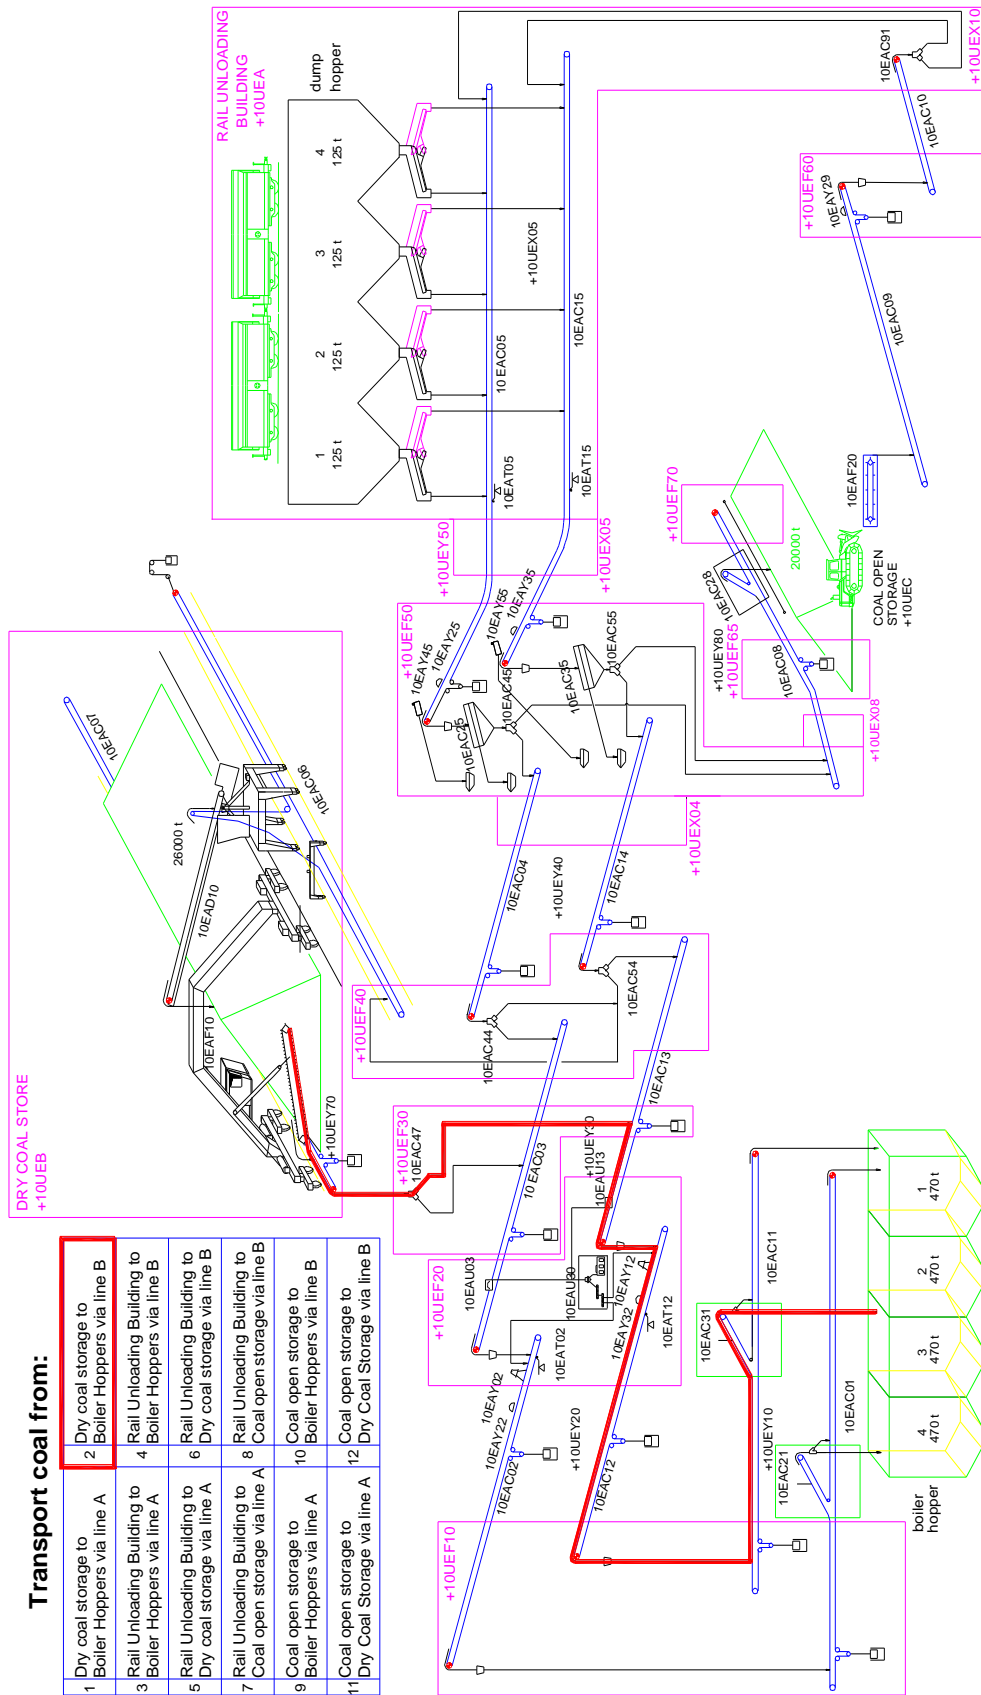 Transport coal from:
1 Dry coal storage to
Boiler Hoppers via line A
2 Dry coal storage to
Boiler Hoppers via line B
3 Rail Unloading Building to
Boiler Hoppers via line A
4 Rail Unloading Building to
Boiler Hoppers via line B
5 Rail Unloading Building to
Dry coal storage via line A
6 Rail Unloading Building to
Dry coal storage via line B
7 Rail Unloading Building to
Coal open storage via line A
8 Rail Unloading Building to
Coal open storage via line B
9 Coal open storage to
Boiler Hoppers via line A
10 Coal open storage to
Boiler Hoppers via line B
11 Coal open storage to
Dry Coal Storage via line A
12 Coal open storage to
Dry Coal Storage via line B
DRY COAL STORE
+10UEB
10EAF10
10EAD10
26000 t
10EAC07
10EAC06
+10UEY70
RAIL UNLOADING
BUILDING
+10UEA
dump
hopper
1
125 t
2
125 t
3
125 t
4
125 t
10 EAC05
+10UEX05
10EAC15
10EAT05
10EAT15
+10UEY50
+10UEX05
+10UEX10
10EAC91
10EAC10
+10UEF60
10EAY29
10EAC09
10EAF20
+10UEF70
20000 t
COAL OPEN
STORAGE
+10UEC
10EAC28
+10UEY80
+10UEF65
10EAC08
+10UEX08
+10UEF50
10EAY45
10EAY25
10EAY55
10EAY35
10EAC45
10EAC25
10EAC55
10EAC35
+10UEX04
10EAC04
+10UEY40
10EAC14
+10UEF40
10EAC44
10EAC54
10EAC13
+10UEF30
10EAC47
10 EAC03
+10UEY30
10EAU13
+10UEF20
10EAU03
10EAU30
10EAY12
10EAY32
10EAT12
10EAT02
10EAY02
10EAY22
10EAC02
+10UEY20
10EAC12
+10UEF10
10EAC31
10EAC11
10EAC01
+10UEY10
10EAC21
boiler
hopper
1
470 t
2
470 t
3
470 t
4
470 t